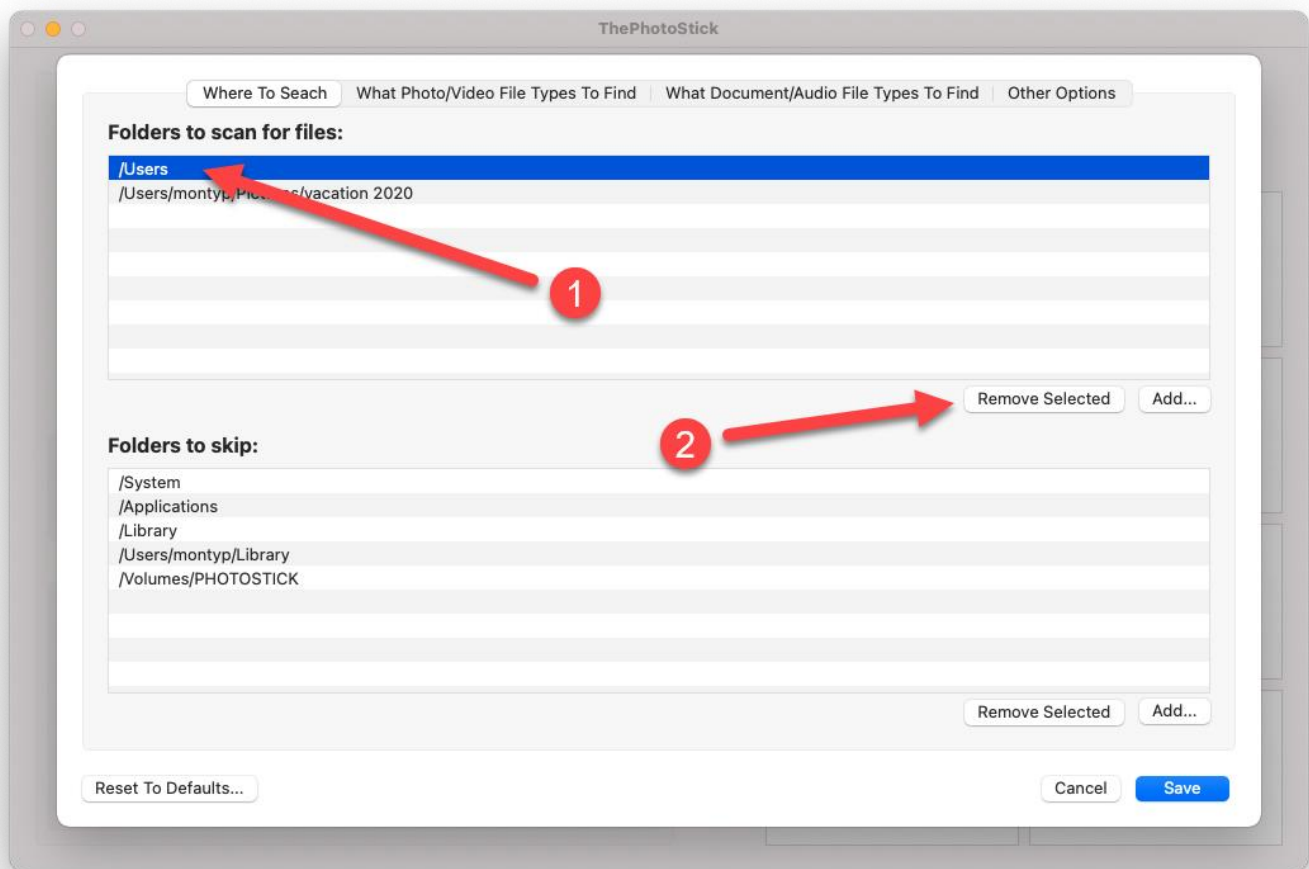 ThePhotoStick
Where To Seach What Photo/Video File Types To Find What Document/Audio File Types To Find Other Options
Folders to scan for files:
/Users
/Users/montyp/Pictures/vacation 2020
1
Remove Selected Add...
2
Folders to skip:
/System
/Applications
/Library
/Users/montyp/Library
/Volumes/PHOTOSTICK
Remove Selected Add...
Reset To Defaults... Cancel Save